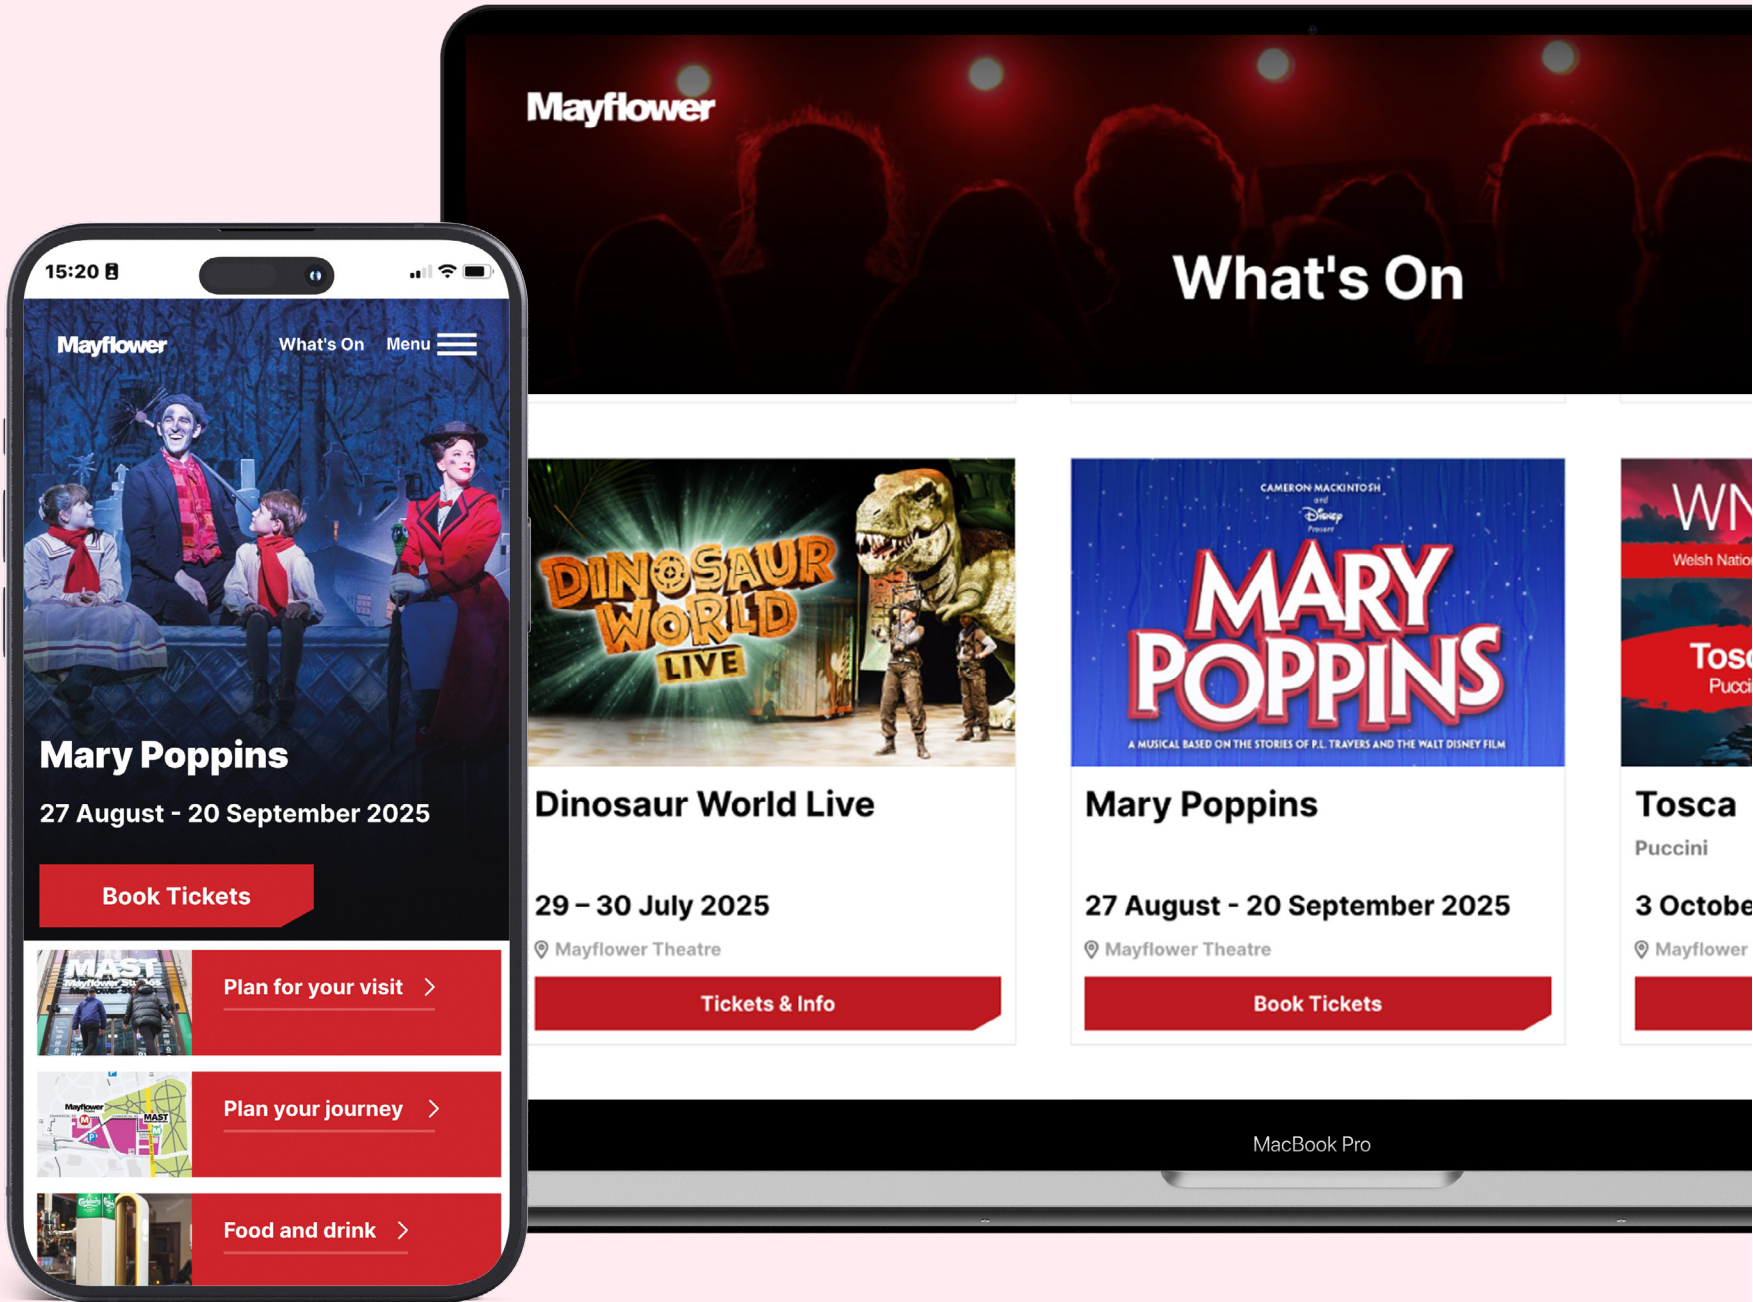 15:20
Mayflower
What's On
Menu
Mary Poppins
27 August - 20 September 2025
Book Tickets
MAST
Mayflower
Plan for your visit
Mayflower
MAST
P
Plan your journey
Carlsberg
Food and drink
Mayflower
What's On
DINOSAUR
WORLD
LIVE
Dinosaur World Live
29 – 30 July 2025
Mayflower Theatre
Tickets & Info
CAMERON MACKINTOSH
and
Disney
Present
MARY
POPPINS
A MUSICAL BASED ON THE STORIES OF P.L. TRAVERS AND THE WALT DISNEY FILM
Mary Poppins
27 August - 20 September 2025
Mayflower Theatre
Book Tickets
WN
Welsh Natio
Tosc
Pucci
Tosca
Puccini
3 Octobe
Mayflower
MacBook Pro